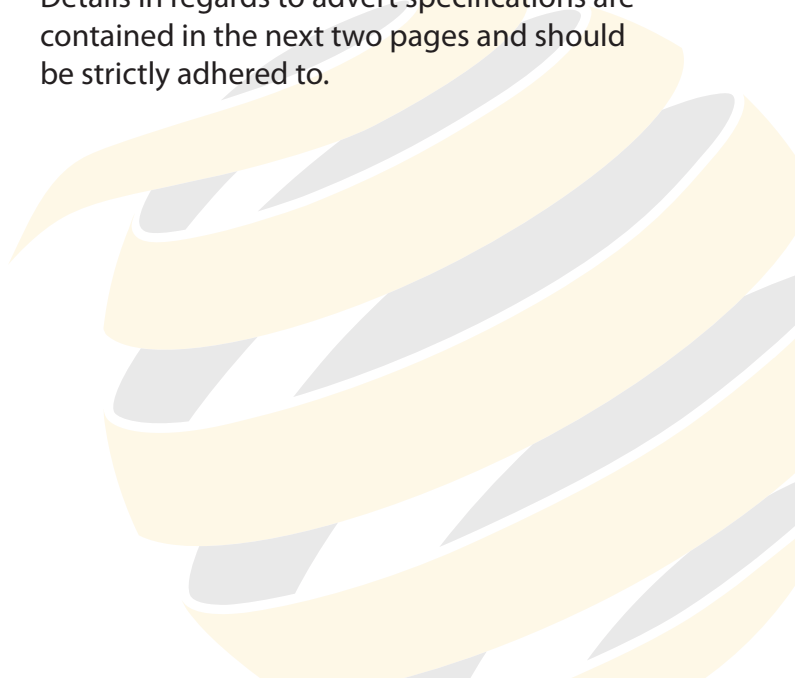 Details in regards to advert specifications are
contained in the next two pages and should
be strictly adhered to.